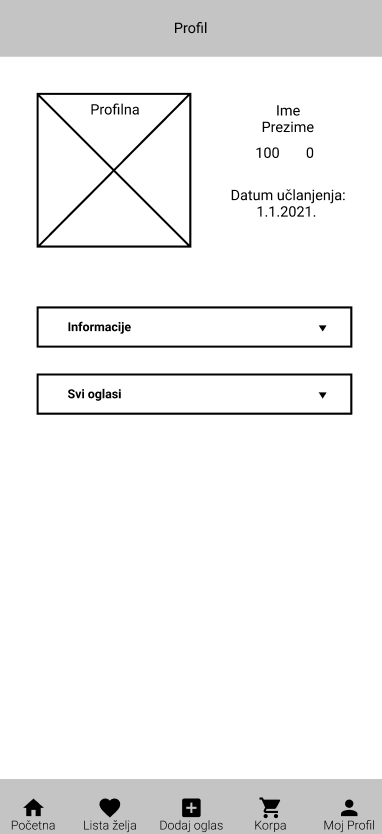 Profil
Profilna
Ime
Prezime
100 0
Datum učlanjenja:
1.1.2021.
Informacije
Svi oglasi
Početna
Lista želja
Dodaj oglas
Korpa
Moj Profil